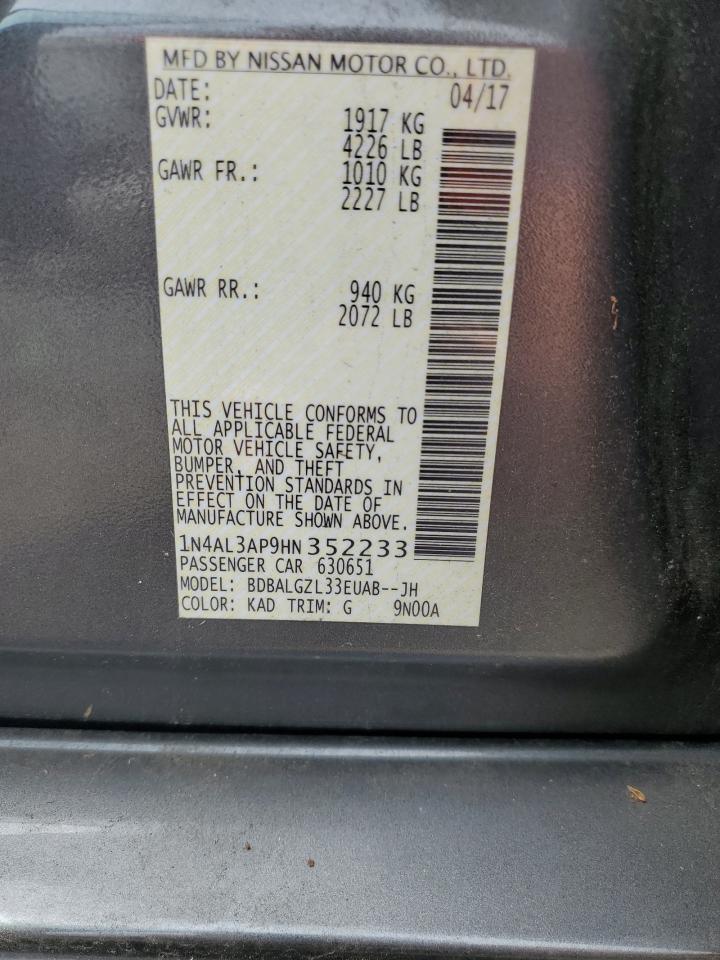 MFD BY NISSAN MOTOR CO., LTD.
DATE: 04/17
GVWR: 1917 KG
4226 LB
GAWR FR.: 1010 KG
2227 LB
GAWR RR.: 940 KG
2072 LB
THIS VEHICLE CONFORMS TO
ALL APPLICABLE FEDERAL
MOTOR VEHICLE SAFETY,
BUMPER, AND THEFT
PREVENTION STANDARDS IN
EFFECT ON THE DATE OF
MANUFACTURE SHOWN ABOVE.
1N4AL3AP9HN352233
PASSENGER CAR 630651
MODEL: BDBALGZL33EUAB--JH
COLOR: KAD TRIM: G 9N00A